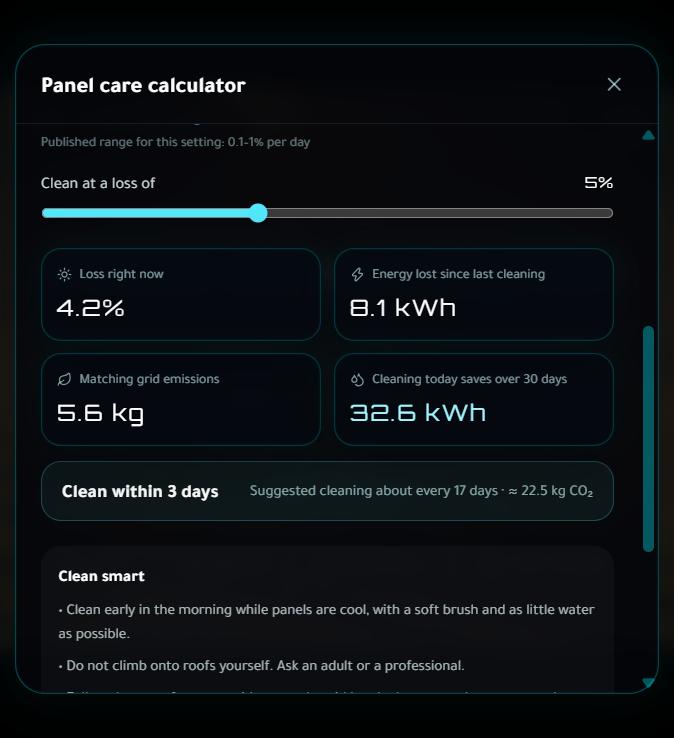 Panel care calculator
Published range for this setting: 0.1-1% per day
Clean at a loss of 5%
Loss right now
4.2%
Energy lost since last cleaning
8.1 kWh
Matching grid emissions
5.6 kg
Cleaning today saves over 30 days
32.6 kWh
Clean within 3 days
Suggested cleaning about every 17 days · ≈ 22.5 kg CO₂
Clean smart
• Clean early in the morning while panels are cool, with a soft brush and as little water
as possible.
• Do not climb onto roofs yourself. Ask an adult or a professional.